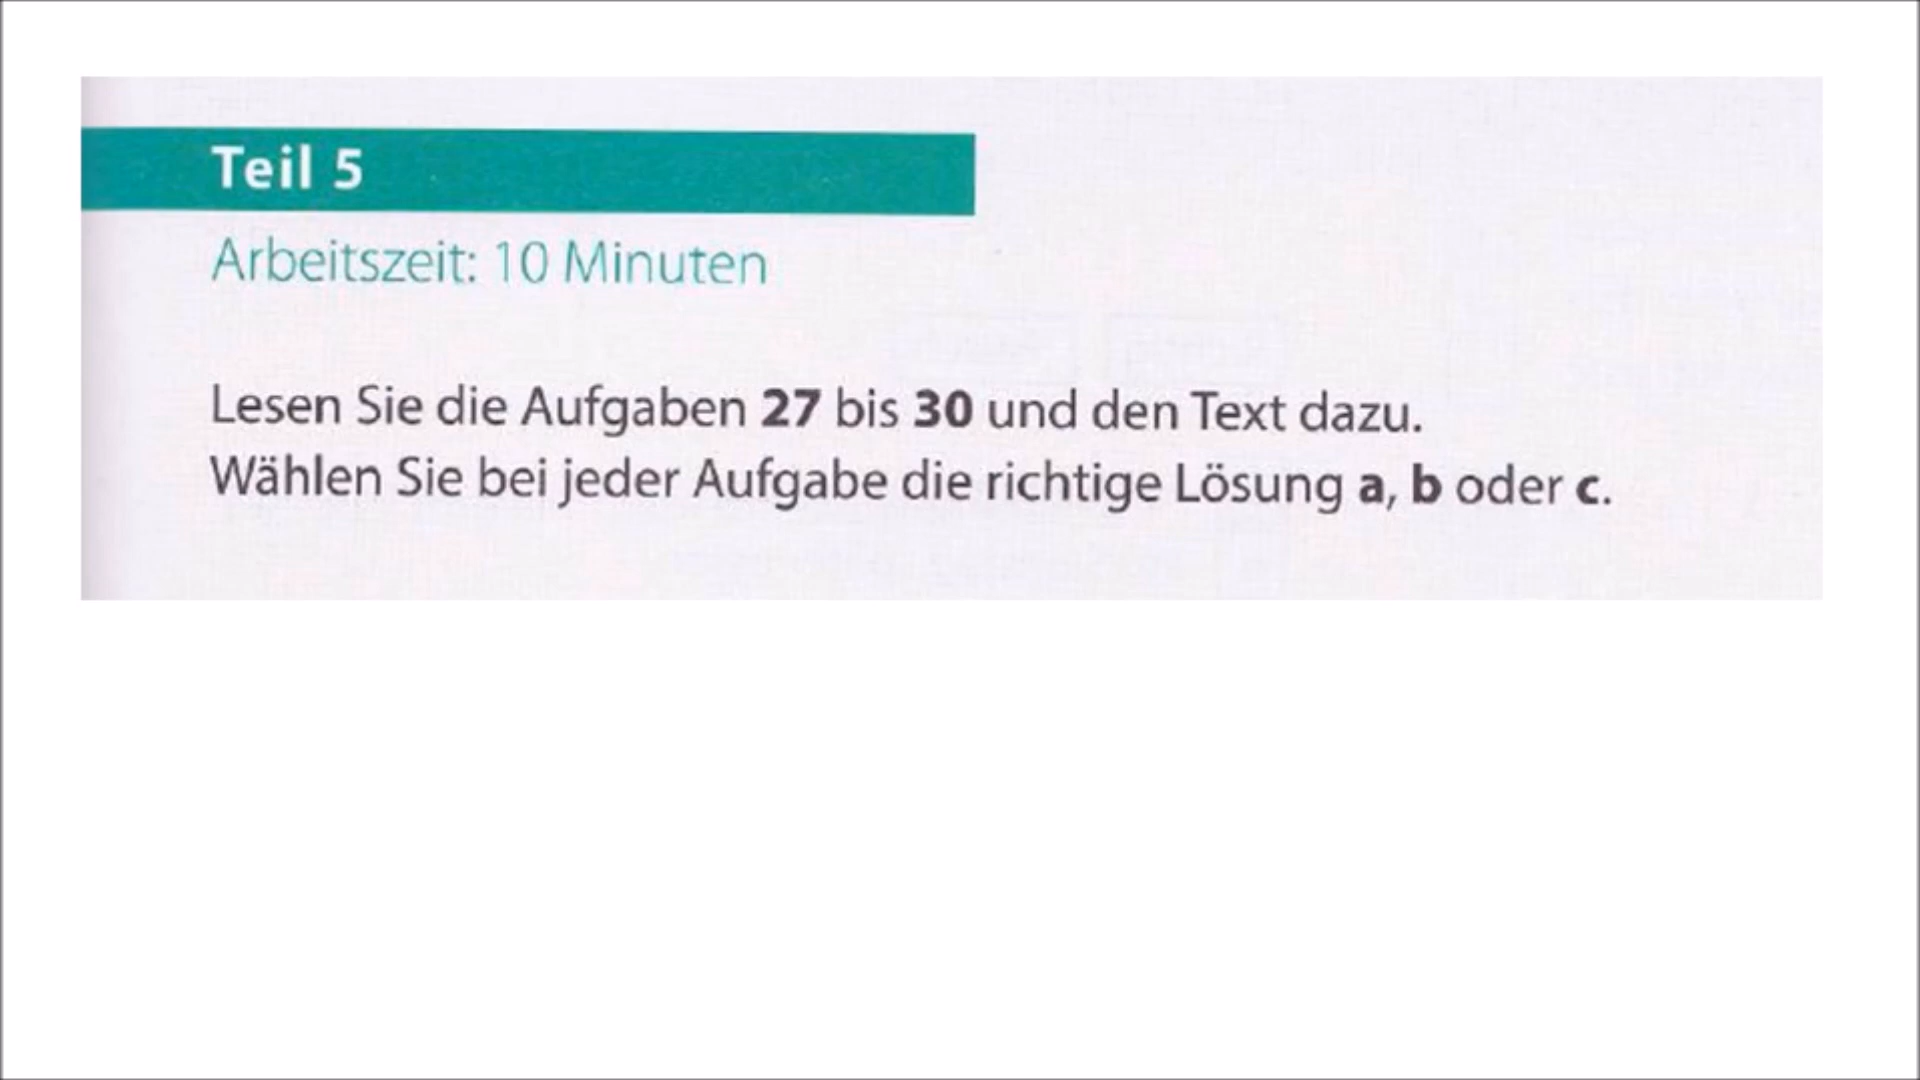 Teil 5
Arbeitszeit: 10 Minuten
Lesen Sie die Aufgaben 27 bis 30 und den Text dazu.
Wählen Sie bei jeder Aufgabe die richtige Lösung a, b oder c.